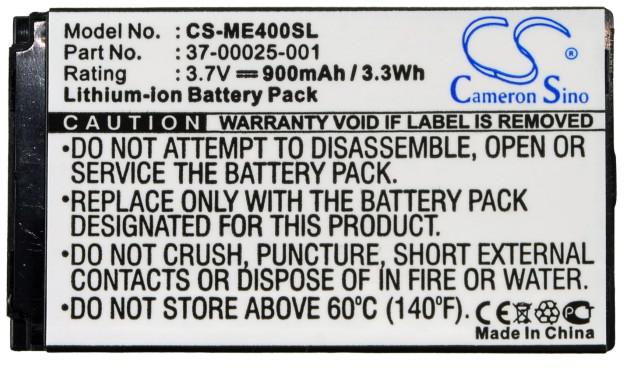 Model No. : CS-ME400SL
Part No. : 37-00025-001
Rating : 3.7V ⎓ 900mAh / 3.3Wh
Lithium-ion Battery Pack
CS ®
Cameron Sino
CAUTION WARRANTY VOID IF LABEL IS REMOVED
•DO NOT ATTEMPT TO DISASSEMBLE, OPEN OR
SERVICE THE BATTERY PACK.
•REPLACE ONLY WITH THE BATTERY PACK
DESIGNATED FOR THIS EQUIPMENT.
•DO NOT CRUSH, PUNCTURE, SHORT EXTERNAL
CONTACTS OR DISPOSE OF IN FIRE OR WATER.
•DO NOT STORE ABOVE 60°C (140°F). CE
Made In China